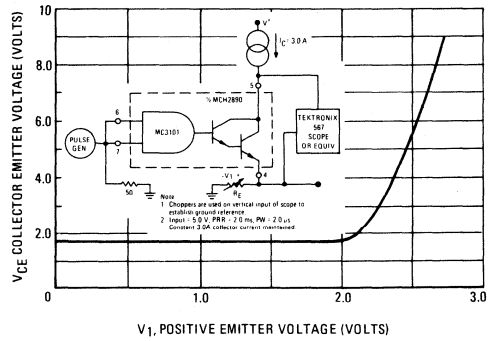 VCE COLLECTOR EMITTER VOLTAGE (VOLTS)
10
8.0
6.0
4.0
2.0
0
0
1.0
2.0
3.0
V1, POSITIVE EMITTER VOLTAGE (VOLTS)
V+
IC = 3.0 A
5
½ MCH2890
6
MC3101
7
PULSE
GEN
50
TEKTRONIX
567
SCOPE
OR EQUIV
-V1 +
4
RE
Note
1 Choppers are used on vertical input of scope to
establish ground reference.
2 Input = 5.0 V, PRR = 2.0 ms, PW = 2.0 µs
Constant 3.0A collector current maintained.